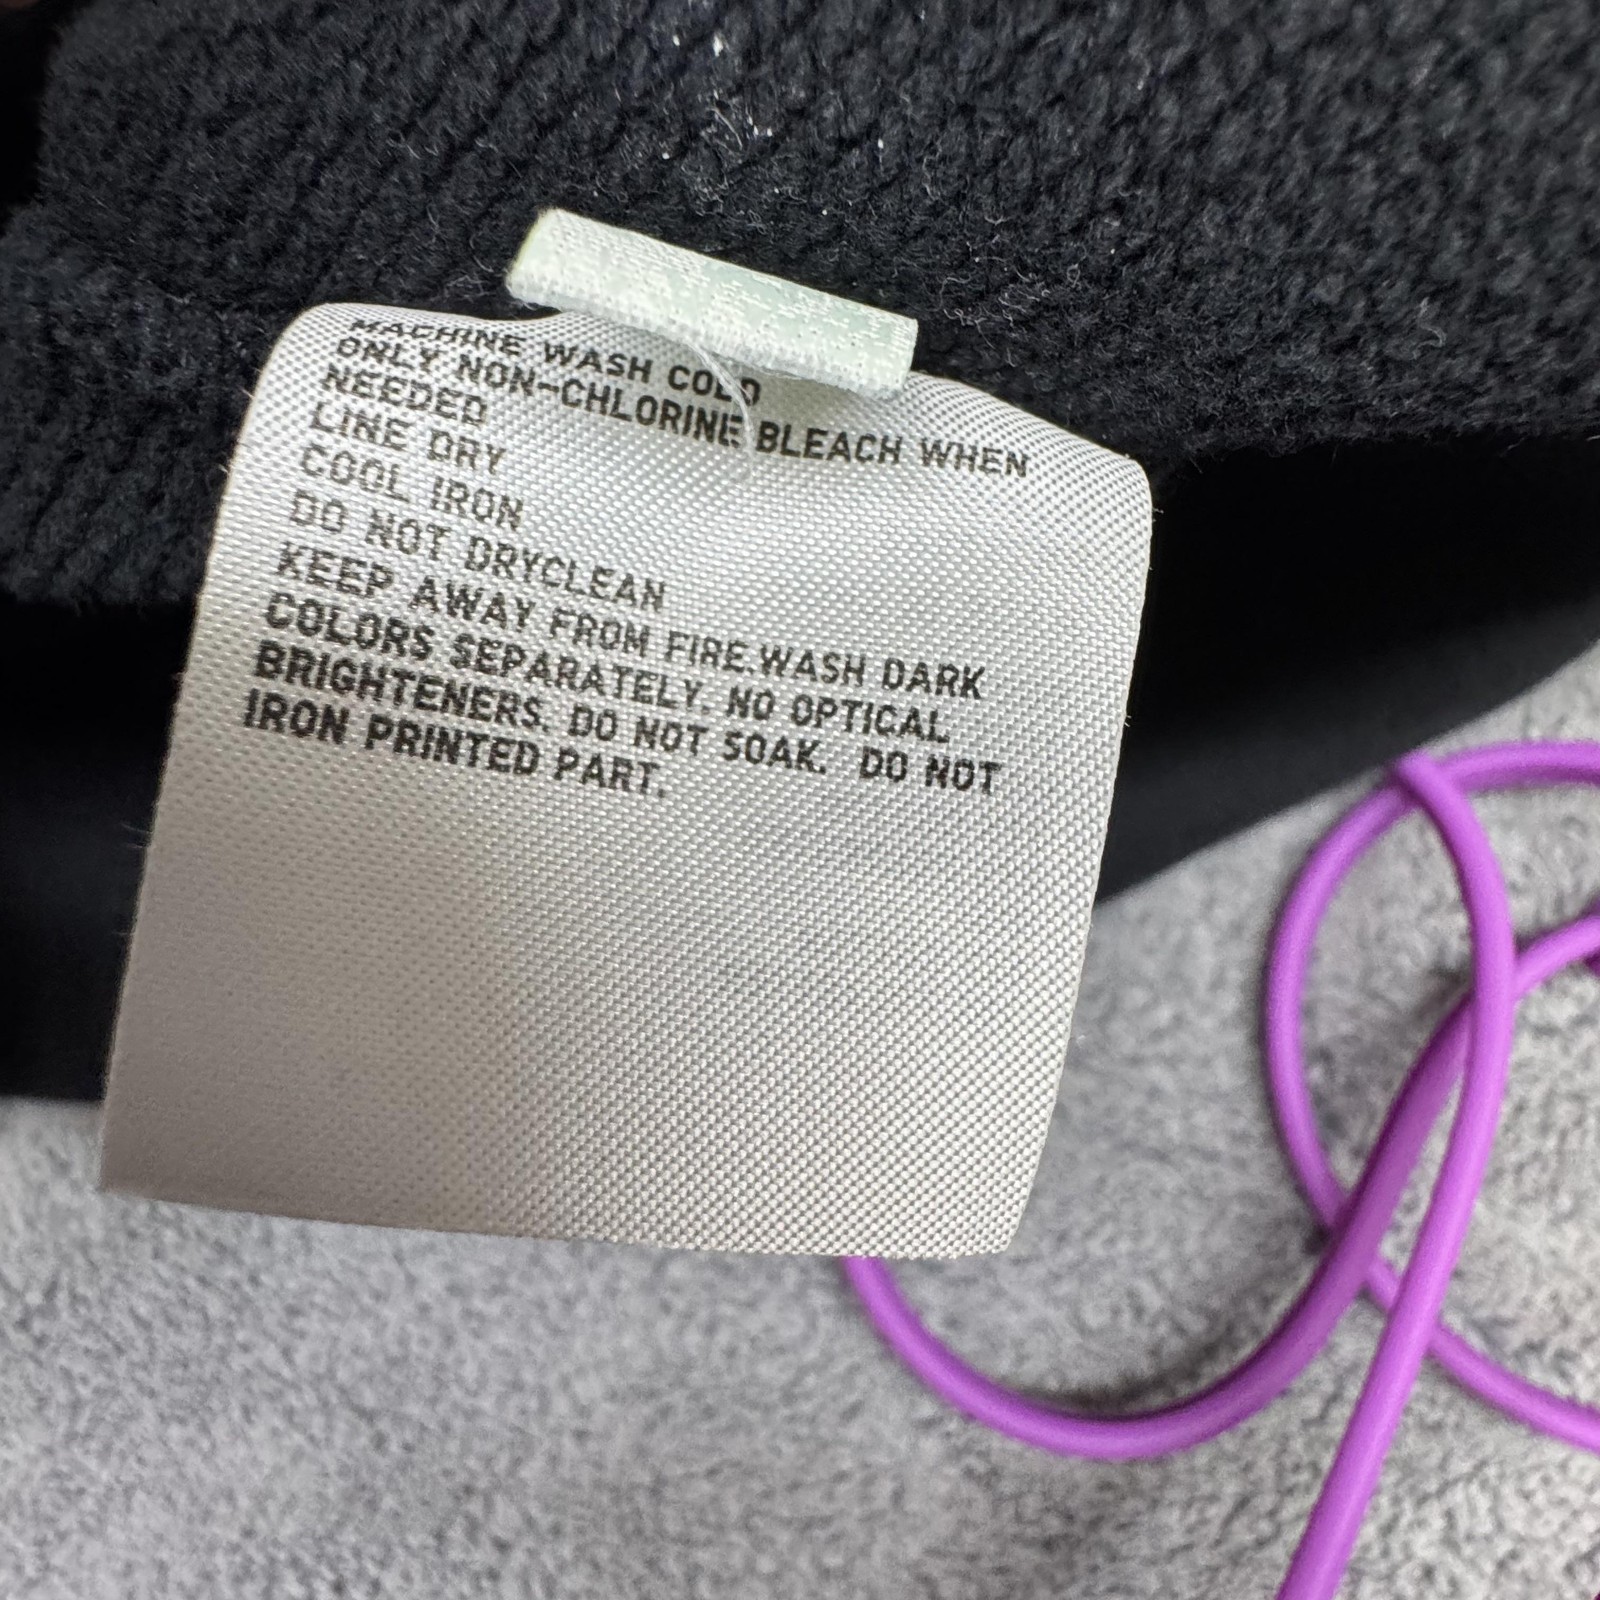 MACHINE WASH COLD
ONLY NON-CHLORINE BLEACH WHEN
NEEDED
LINE DRY
COOL IRON
DO NOT DRYCLEAN
KEEP AWAY FROM FIRE.WASH DARK
COLORS SEPARATELY. NO OPTICAL
BRIGHTENERS. DO NOT SOAK. DO NOT
IRON PRINTED PART.